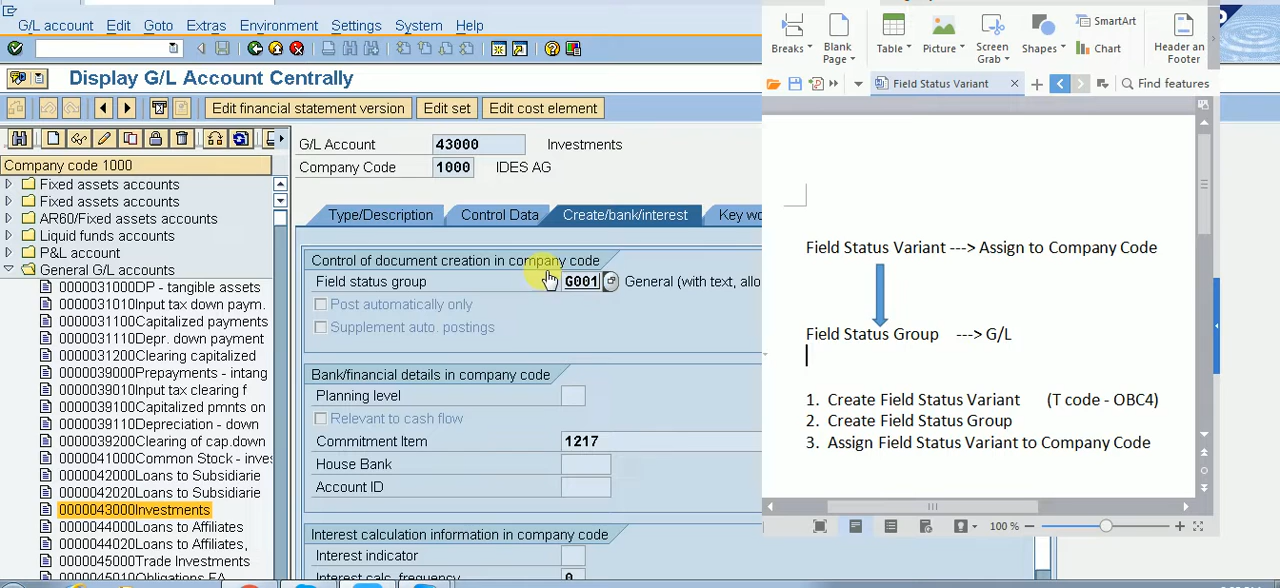 G/L Account Edit Goto Extras Environment Settings System Help
Display G/L Account Centrally
Edit financial statement version Edit set Edit cost element
Company code 1000
Fixed assets accounts
Fixed assets accounts
AR60/Fixed assets accounts
Liquid funds accounts
P&L account
General G/L accounts
0000031000DP - tangible assets
0000031010Input tax down paym.
0000031100Capitalized payments
0000031110Depr. down payment
0000031200Clearing capitalized
0000039000Prepayments - intang
0000039010Input tax clearing f
0000039100Capitalized pmnts on
0000039110Depreciation - down
0000039200Clearing of cap.down
0000041000Common Stock - inves
0000042000Loans to Subsidiarie
0000042020Loans to Subsidiarie
0000043000Investments
0000044000Loans to Affiliates
0000044020Loans to Affiliates,
0000045000Trade Investments
G/L Account 43000 Investments
Company Code 1000 IDES AG
Type/Description Control Data Create/bank/interest Key wo
Control of document creation in company code
Field status group G001 General (with text, allo
Post automatically only
Supplement auto. postings
Bank/financial details in company code
Planning level
Relevant to cash flow
Commitment Item 1217
House Bank
Account ID
Interest calculation information in company code
Interest indicator
Interest calc. frequency 0
Breaks Blank Page Table Picture Screen Grab Shapes SmartArt Chart Header an Footer
Field Status Variant Find features
Field Status Variant ---> Assign to Company Code
Field Status Group ---> G/L
1. Create Field Status Variant (T code - OBC4)
2. Create Field Status Group
3. Assign Field Status Variant to Company Code
100 %